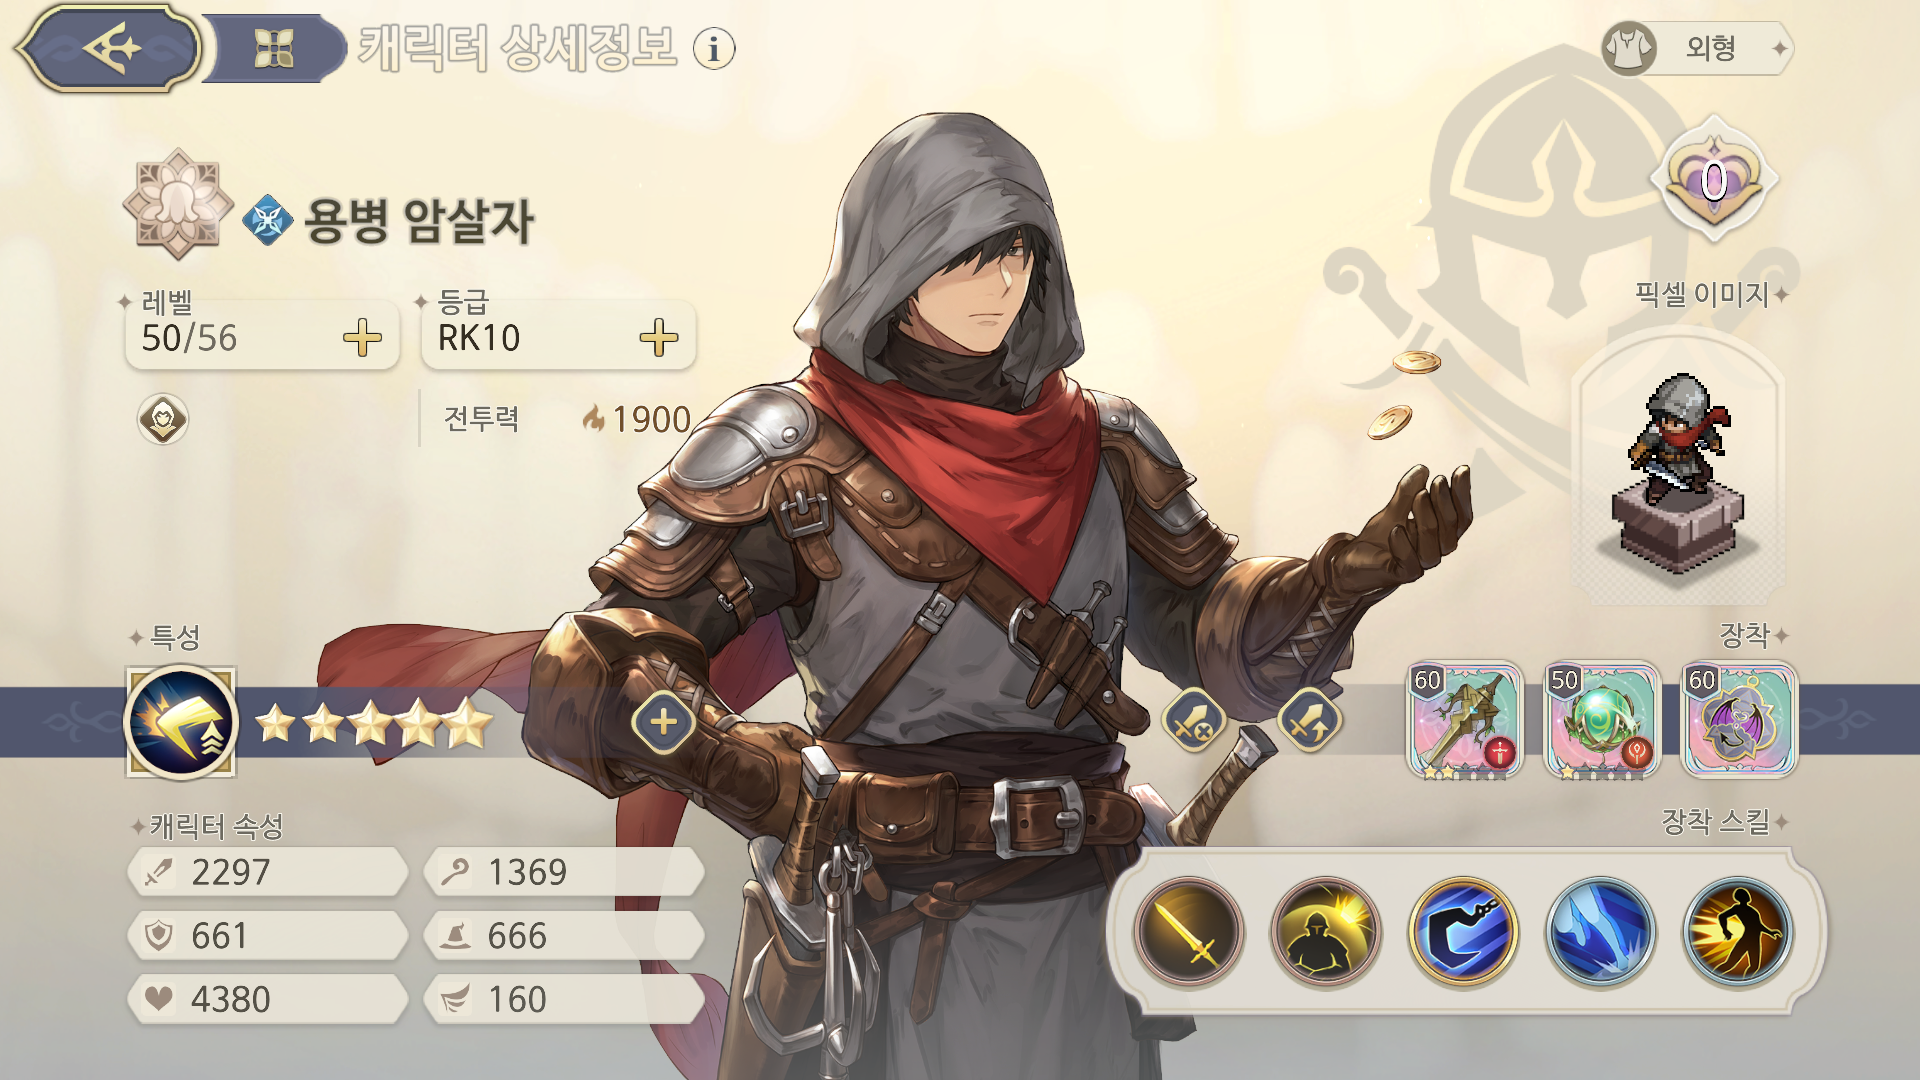 캐릭터 상세정보
외형
0
용병 암살자
레벨
50/56
등급
RK10
전투력 1900
픽셀 이미지
특성
장착
60
50
60
캐릭터 속성
장착 스킬
2297
1369
661
666
4380
160